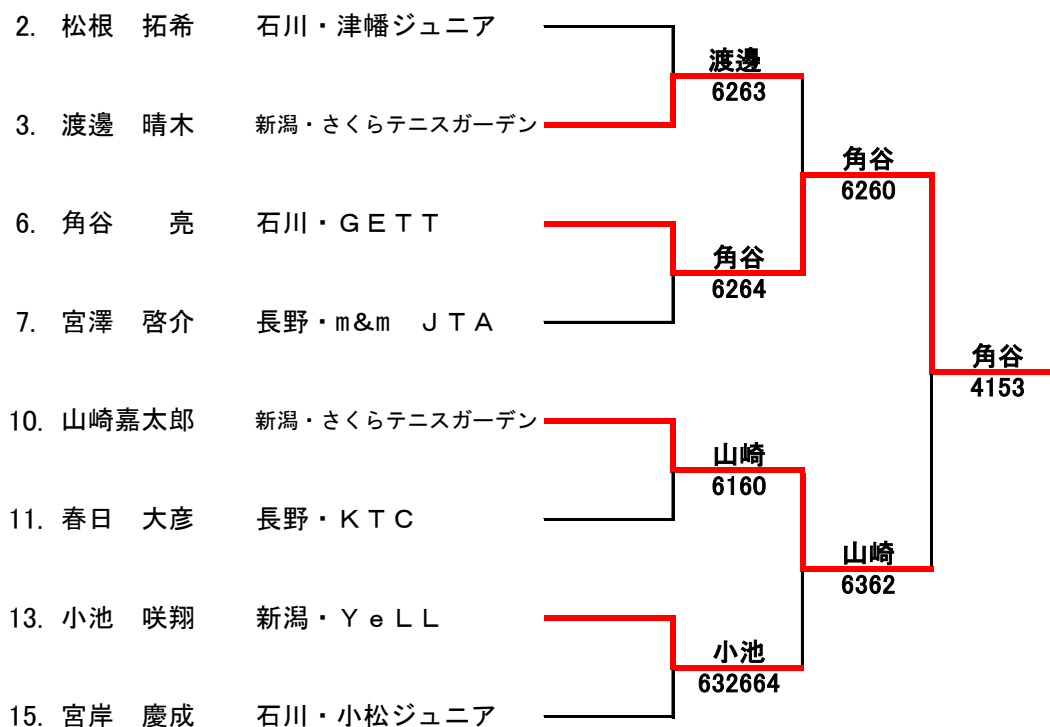 2. 松根　拓希　石川・津幡ジュニア
渡邊
6263
3. 渡邊　晴木　新潟・さくらテニスガーデン
角谷
6260
6. 角谷　　亮　石川・ＧＥＴＴ
角谷
6264
7. 宮澤　啓介　長野・m&m　ＪＴＡ
角谷
4153
10. 山崎嘉太郎　新潟・さくらテニスガーデン
山崎
6160
11. 春日　大彦　長野・ＫＴＣ
山崎
6362
13. 小池　咲翔　新潟・ＹｅＬＬ
小池
632664
15. 宮岸　慶成　石川・小松ジュニア